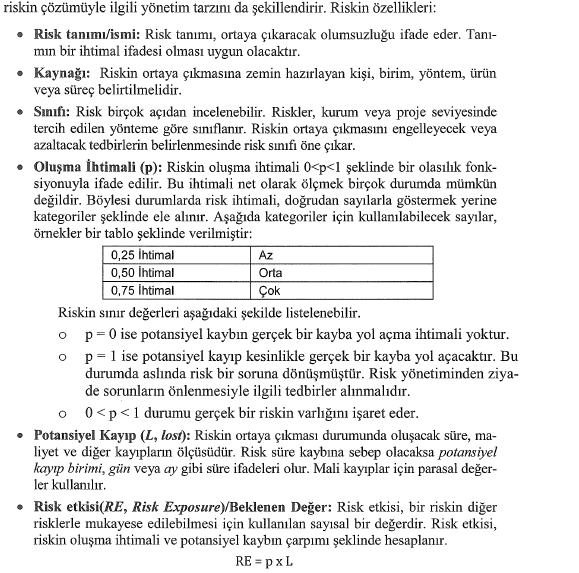 riskin çözümüyle ilgili yönetim tarzını da şekillendirir. Riskin özellikleri:
• Risk tanımı/ismi: Risk tanımı, ortaya çıkaracak olumsuzluğu ifade eder. Tanı-
mın bir ihtimal ifadesi olması uygun olacaktır.
• Kaynağı: Riskin ortaya çıkmasına zemin hazırlayan kişi, birim, yöntem, ürün
veya süreç belirtilmelidir.
• Sınıfı: Risk birçok açıdan incelenebilir. Riskler, kurum veya proje seviyesinde
tercih edilen yönteme göre sınıflanır. Riskin ortaya çıkmasını engelleyecek veya
azaltacak tedbirlerin belirlenmesinde risk sınıfı öne çıkar.
• Oluşma İhtimali (p): Riskin oluşma ihtimali 0<p<1 şeklinde bir olasılık fonk-
siyonuyla ifade edilir. Bu ihtimali net olarak ölçmek birçok durumda mümkün
değildir. Böylesi durumlarda risk ihtimali, doğrudan sayılarla göstermek yerine
kategoriler şeklinde ele alınır. Aşağıda kategoriler için kullanılabilecek sayılar,
örnekler bir tablo şeklinde verilmiştir:
0,25 İhtimal Az
0,50 İhtimal Orta
0,75 İhtimal Çok
Riskin sınır değerleri aşağıdaki şekilde listelenebilir.
o p = 0 ise potansiyel kaybın gerçek bir kayba yol açma ihtimali yoktur.
o p = 1 ise potansiyel kayıp kesinlikle gerçek bir kayba yol açacaktır. Bu
durumda aslında risk bir soruna dönüşmüştür. Risk yönetiminden ziya-
de sorunların önlenmesiyle ilgili tedbirler alınmalıdır.
o 0 < p < 1 durumu gerçek bir riskin varlığını işaret eder.
• Potansiyel Kayıp (L, lost): Riskin ortaya çıkması durumunda oluşacak süre, ma-
liyet ve diğer kayıpların ölçüsüdür. Risk süre kaybına sebep olacaksa potansiyel
kayıp birimi, gün veya ay gibi süre ifadeleri olur. Mali kayıplar için parasal değer-
ler kullanılır.
• Risk etkisi(RE, Risk Exposure)/Beklenen Değer: Risk etkisi, bir riskin diğer
risklerle mukayese edilebilmesi için kullanılan sayısal bir değerdir. Risk etkisi,
riskin oluşma ihtimali ve potansiyel kaybın çarpımı şeklinde hesaplanır.
RE = p x L